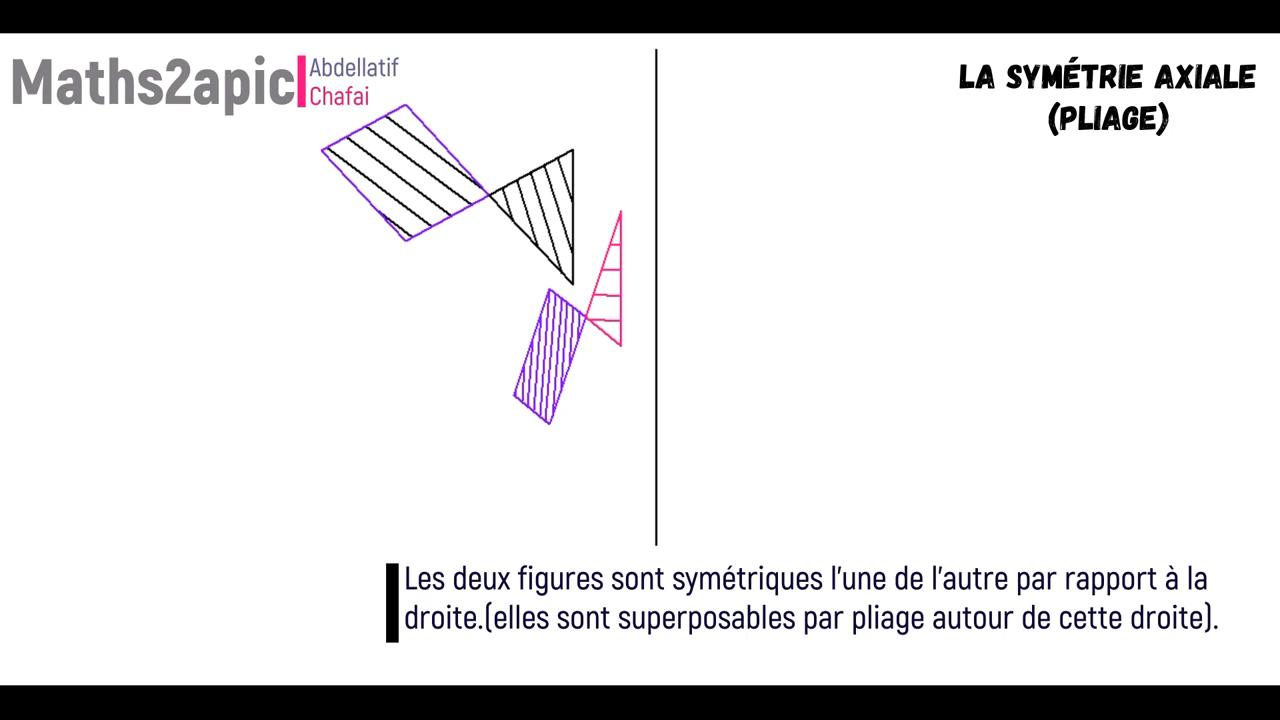 Maths2apic
Abdellatif
Chafai
LA SYMÉTRIE AXIALE
(PLIAGE)
Les deux figures sont symétriques l'une de l'autre par rapport à la
droite.(elles sont superposables par pliage autour de cette droite).